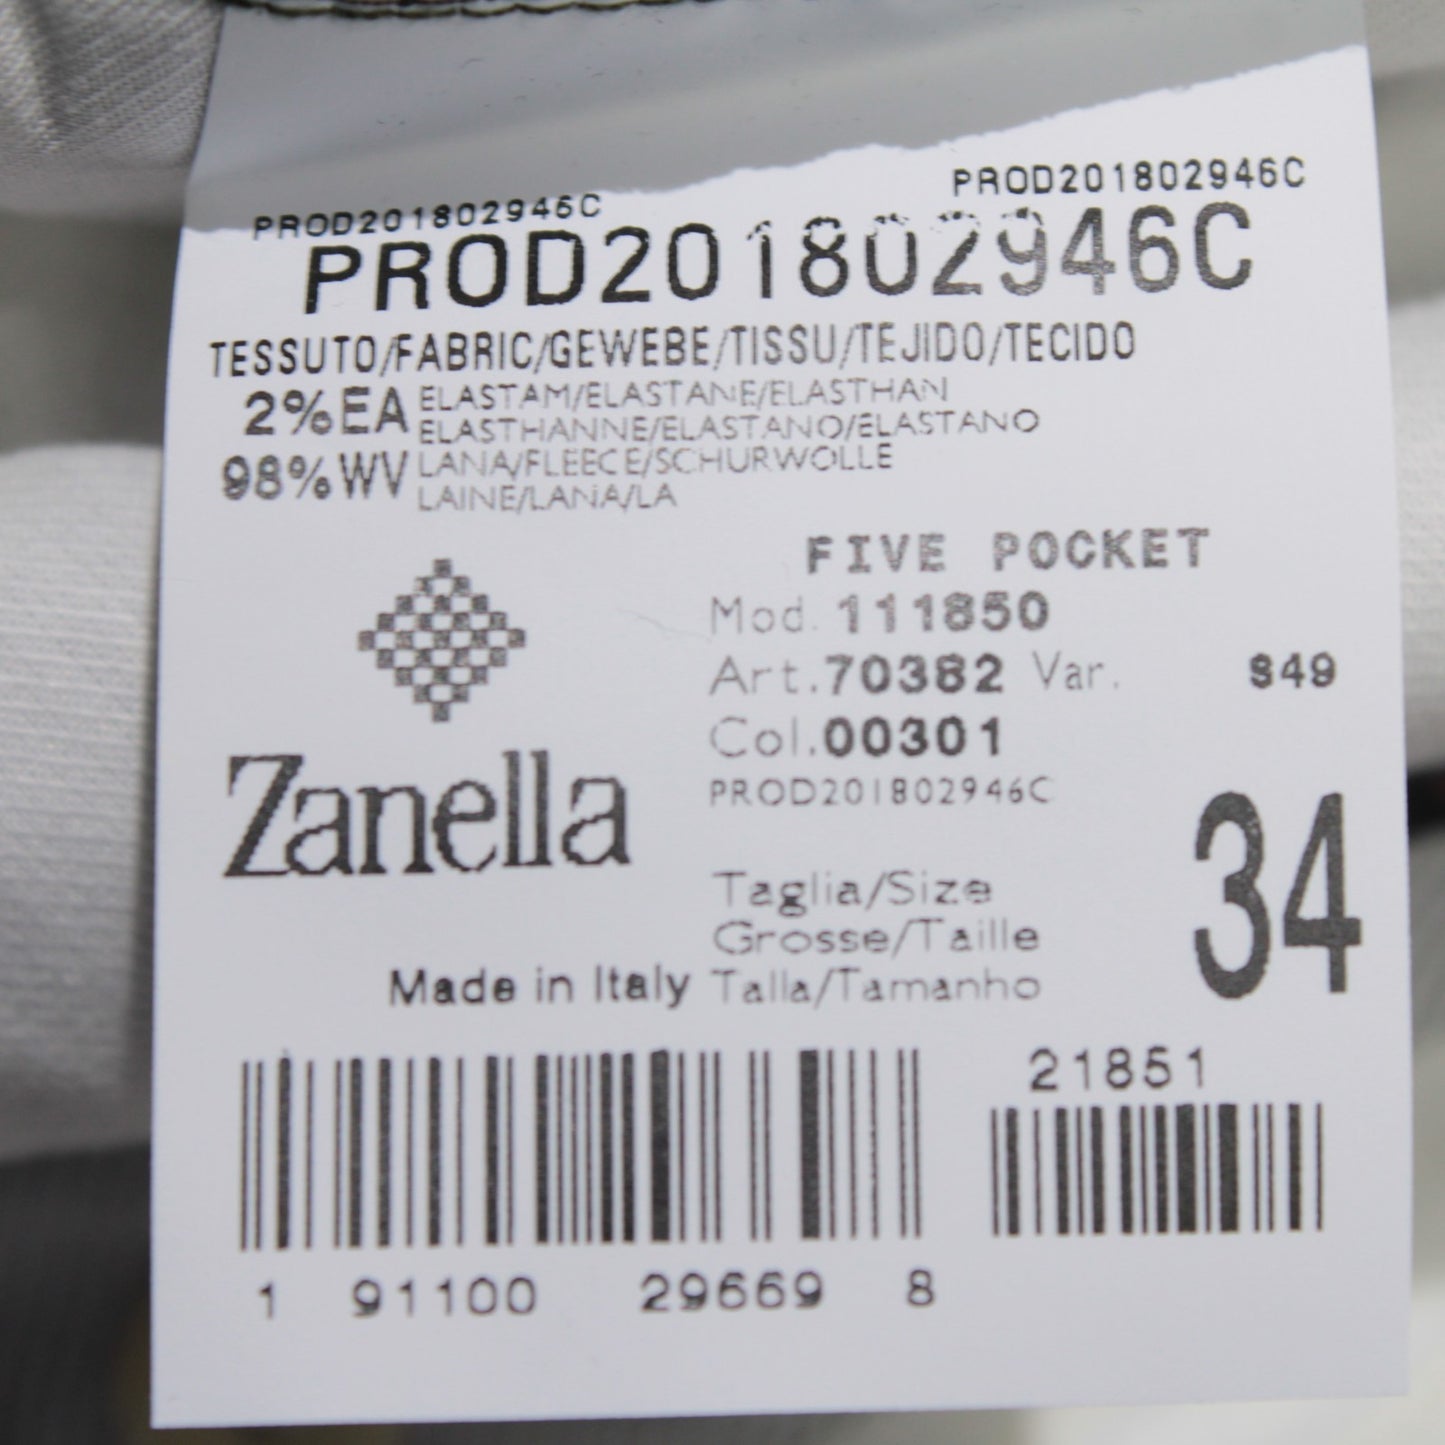 PROD201802946C
PROD201802946C
PROD201802946C
TESSUTO/FABRIC/GEWEBE/TISSU/TEJIDO/TECIDO
2%EA ELASTAM/ELASTANE/ELASTHAN
ELASTHANNE/ELASTANO/ELASTANO
98%WV LANA/FLEECE/SCHURWOLLE
LAINE/LANA/LA
FIVE POCKET
Mod. 111850
Art.70382 Var. S49
Col.00301
PROD201802946C
Zanella
Taglia/Size
Grosse/Taille
Talla/Tamanho
34
Made in Italy
21851
1 91100 29669 8